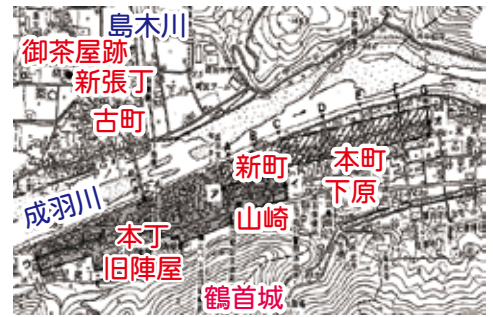 島木川
御茶屋跡
新張丁
古町
A B C D E F G
新町
本町
下原
成羽川
山崎
本丁
旧陣屋
鶴首城